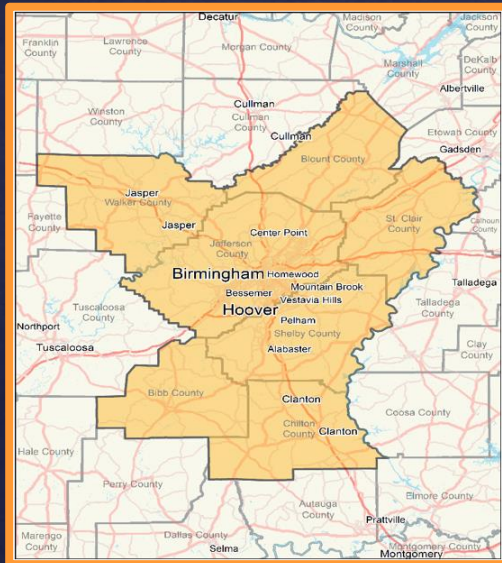 Decatur
Madison
County
Jackson
County
Franklin
County
Lawrence
County
Morgan County
Marshall
County
DeKalb
County
Albertville
Winston
County
Cullman
Cullman
County
Cullman
Etowah County
Gadsden
Blount County
Jasper
Walker County
Fayette
County
Jasper
Center Point
St. Clair
County
Calhoun
County
Jefferson
County
Birmingham
Homewood
Talladega
Mountain Brook
Bessemer
Vestavia Hills
Hoover
Talladega
County
Tuscaloosa
County
Northport
Pelham
Shelby County
Tuscaloosa
Alabaster
Clay
County
Bibb County
Clanton
Coosa County
Chilton
County
Clanton
Hale County
Perry County
Autauga
County
Elmore County
Prattville
Marengo
County
Dallas County
Selma
Montgomery County
Montgomery